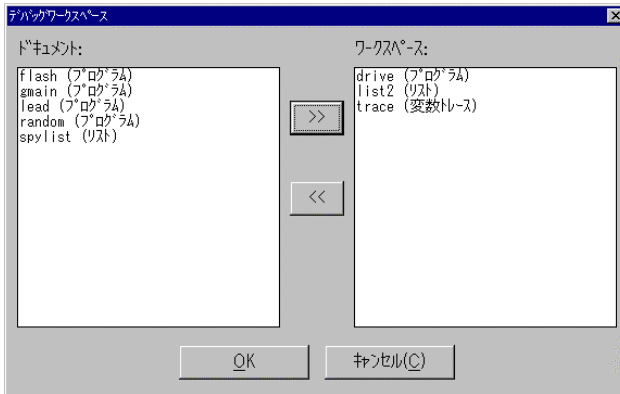 ﾃﾞﾊﾞｯｸﾞﾜｰｸｽﾍﾟｰｽ
ﾄﾞｷｭﾒﾝﾄ:
ﾜｰｸｽﾍﾟｰｽ:
flash (ﾌﾟﾛｸﾞﾗﾑ)
gmain (ﾌﾟﾛｸﾞﾗﾑ)
lead (ﾌﾟﾛｸﾞﾗﾑ)
random (ﾌﾟﾛｸﾞﾗﾑ)
spylist (ﾘｽﾄ)
>>
<<
drive (ﾌﾟﾛｸﾞﾗﾑ)
list2 (ﾘｽﾄ)
trace (変数ﾄﾚｰｽ)
OK
ｷｬﾝｾﾙ(C)